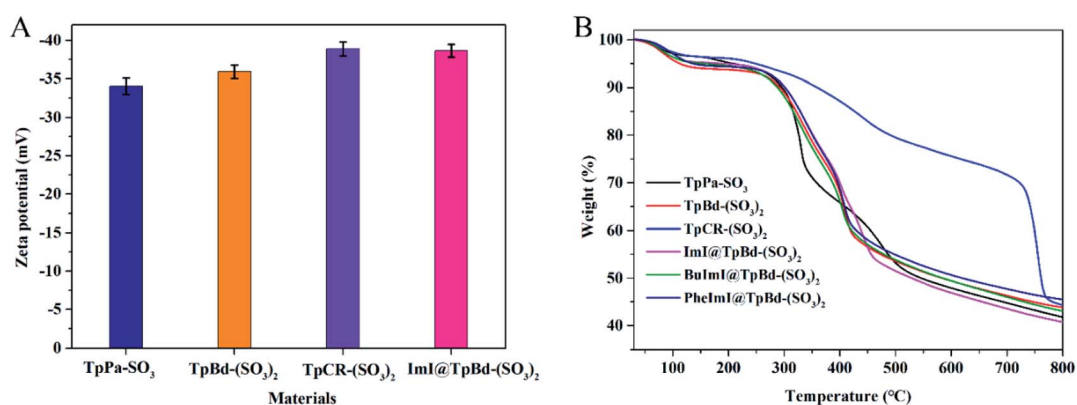 A
Zeta potential (mV)
-40
-35
-30
-25
-20
-15
-10
-5
0
TpPa-SO₃
TpBd-(SO₃)₂
TpCR-(SO₃)₂
ImI@TpBd-(SO₃)₂
Materials
B
Weight (%)
100
90
80
70
60
50
40
TpPa-SO₃
TpBd-(SO₃)₂
TpCR-(SO₃)₂
ImI@TpBd-(SO₃)₂
BuImI@TpBd-(SO₃)₂
PheImI@TpBd-(SO₃)₂
100 200 300 400 500 600 700 800
Temperature (°C)